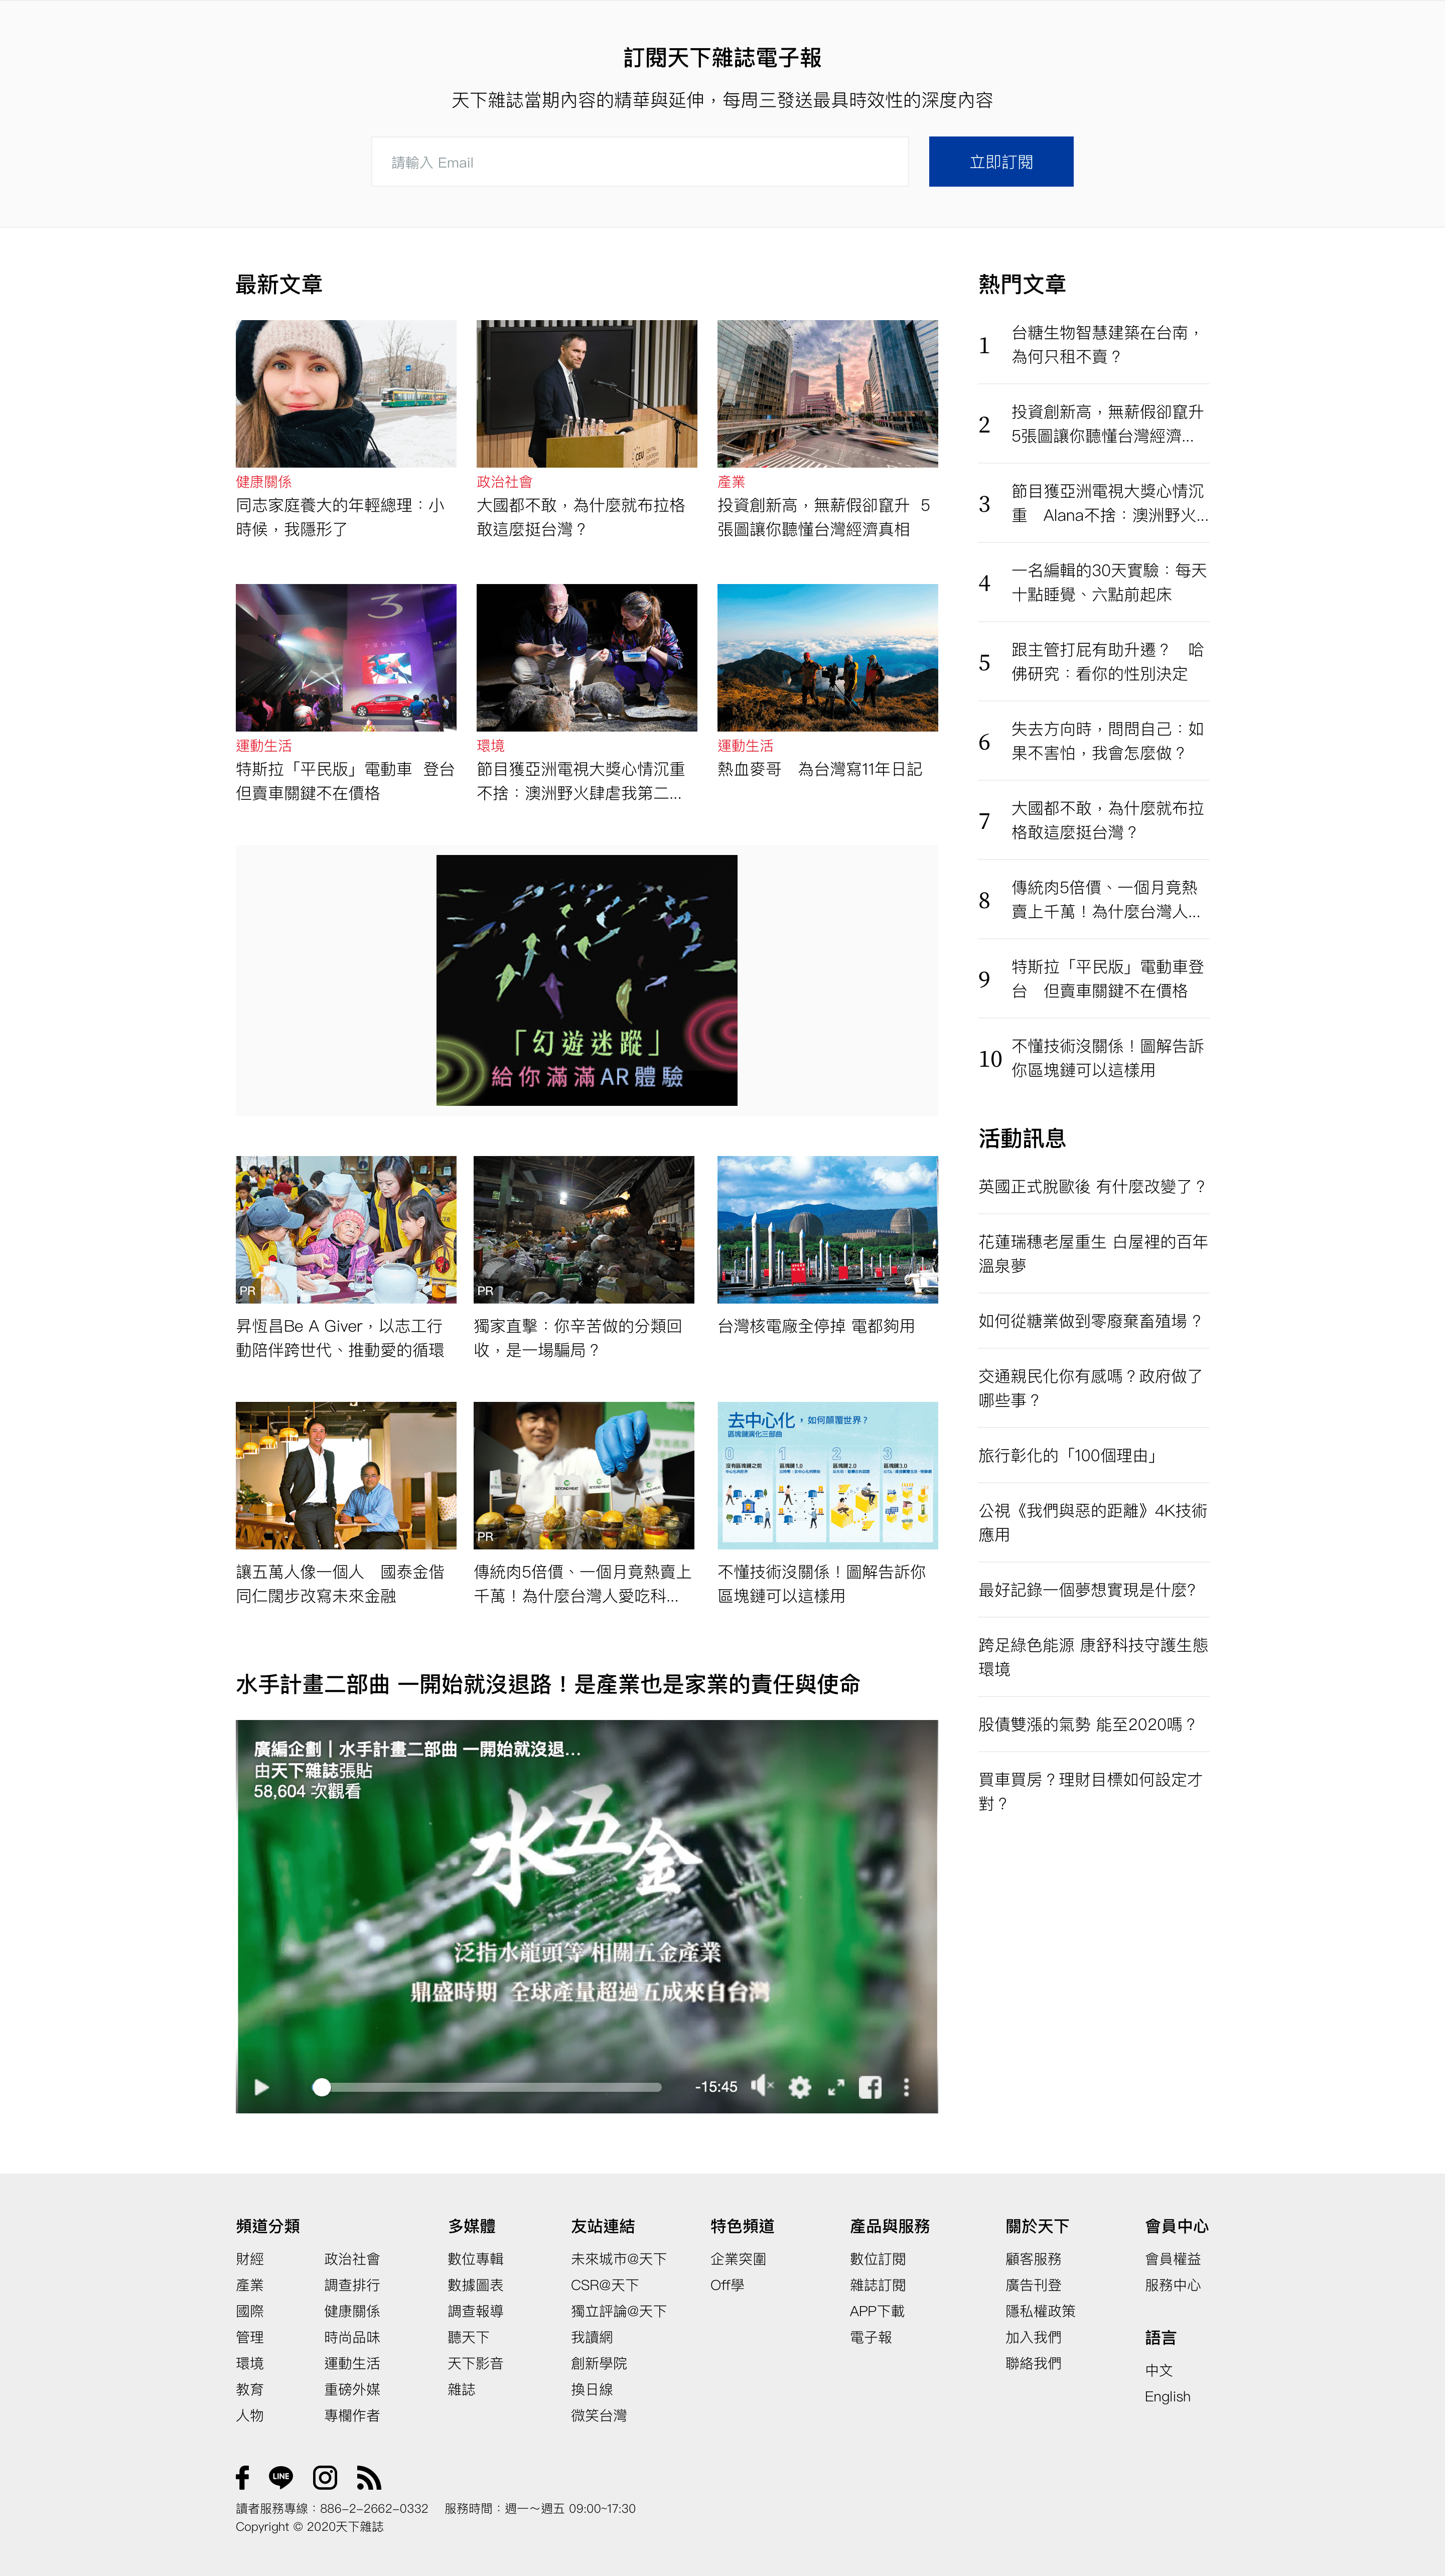 訂閱天下雜誌電子報
天下雜誌當期內容的精華與延伸，每周三發送最具時效性的深度內容
請輸入 Email
立即訂閱
最新文章
健康關係
同志家庭養大的年輕總理：小
時候，我隱形了
CEU
政治社會
大國都不敢，為什麼就布拉格
敢這麼挺台灣？
產業
投資創新高，無薪假卻竄升 5
張圖讓你聽懂台灣經濟真相
3
運動生活
特斯拉「平民版」電動車 登台
但賣車關鍵不在價格
環境
節目獲亞洲電視大獎心情沉重
不捨：澳洲野火肆虐我第二...
運動生活
熱血麥哥 為台灣寫11年日記
「幻遊迷蹤」
給你滿滿AR體驗
PR
昇恆昌Be A Giver，以志工行
動陪伴跨世代、推動愛的循環
PR
獨家直擊：你辛苦做的分類回
收，是一場騙局？
台灣核電廠全停掉 電都夠用
讓五萬人像一個人 國泰金偕
同仁闊步改寫未來金融
BEYOND MEAT
PR
傳統肉5倍價、一個月竟熱賣上
千萬！為什麼台灣人愛吃科...
去中心化，如何顛覆世界？
區塊鏈演化三部曲
0
1
2
3
沒有區塊鏈之前
區塊鏈1.0
區塊鏈2.0
區塊鏈3.0
不懂技術沒關係！圖解告訴你
區塊鏈可以這樣用
水手計畫二部曲 一開始就沒退路！是產業也是家業的責任與使命
廣編企劃｜水手計畫二部曲 一開始就沒退...
由天下雜誌張貼
58,604 次觀看
水五金
泛指水龍頭等 相關五金產業
鼎盛時期 全球產量超過五成來自台灣
-15:45
熱門文章
1
台糖生物智慧建築在台南，
為何只租不賣？
2
投資創新高，無薪假卻竄升
5張圖讓你聽懂台灣經濟...
3
節目獲亞洲電視大獎心情沉
重 Alana不捨：澳洲野火...
4
一名編輯的30天實驗：每天
十點睡覺、六點前起床
5
跟主管打屁有助升遷？ 哈
佛研究：看你的性別決定
6
失去方向時，問問自己：如
果不害怕，我會怎麼做？
7
大國都不敢，為什麼就布拉
格敢這麼挺台灣？
8
傳統肉5倍價、一個月竟熱
賣上千萬！為什麼台灣人...
9
特斯拉「平民版」電動車登
台 但賣車關鍵不在價格
10
不懂技術沒關係！圖解告訴
你區塊鏈可以這樣用
活動訊息
英國正式脫歐後 有什麼改變了？
花蓮瑞穗老屋重生 白屋裡的百年
溫泉夢
如何從糖業做到零廢棄畜殖場？
交通親民化你有感嗎？政府做了
哪些事？
旅行彰化的「100個理由」
公視《我們與惡的距離》4K技術
應用
最好記錄一個夢想實現是什麼?
跨足綠色能源 康舒科技守護生態
環境
股債雙漲的氣勢 能至2020嗎？
買車買房？理財目標如何設定才
對？
頻道分類
財經
產業
國際
管理
環境
教育
人物
政治社會
調查排行
健康關係
時尚品味
運動生活
重磅外媒
專欄作者
多媒體
數位專輯
數據圖表
調查報導
聽天下
天下影音
雜誌
友站連結
未來城市@天下
CSR@天下
獨立評論@天下
我讀網
創新學院
換日線
微笑台灣
特色頻道
企業突圍
Off學
產品與服務
數位訂閱
雜誌訂閱
APP下載
電子報
關於天下
顧客服務
廣告刊登
隱私權政策
加入我們
聯絡我們
會員中心
會員權益
服務中心
語言
中文
English
LINE
讀者服務專線：886-2-2662-0332 服務時間：週一～週五 09:00~17:30
Copyright © 2020天下雜誌